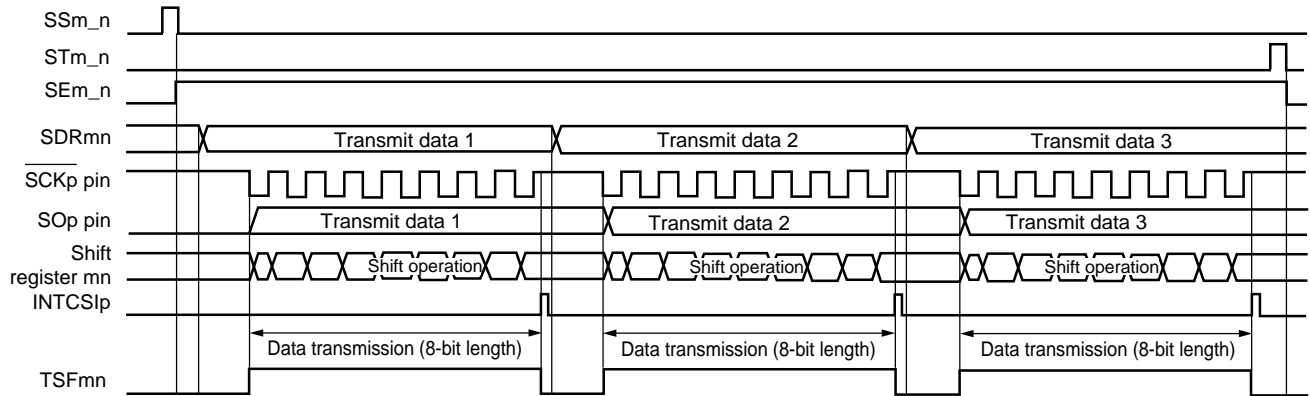 SSm_n
STm_n
SEm_n
SDRmn Transmit data 1 Transmit data 2 Transmit data 3
SCKp pin
SOp pin Transmit data 1 Transmit data 2 Transmit data 3
Shift
register mn Shift operation Shift operation Shift operation
INTCSIp
Data transmission (8-bit length) Data transmission (8-bit length) Data transmission (8-bit length)
TSFmn